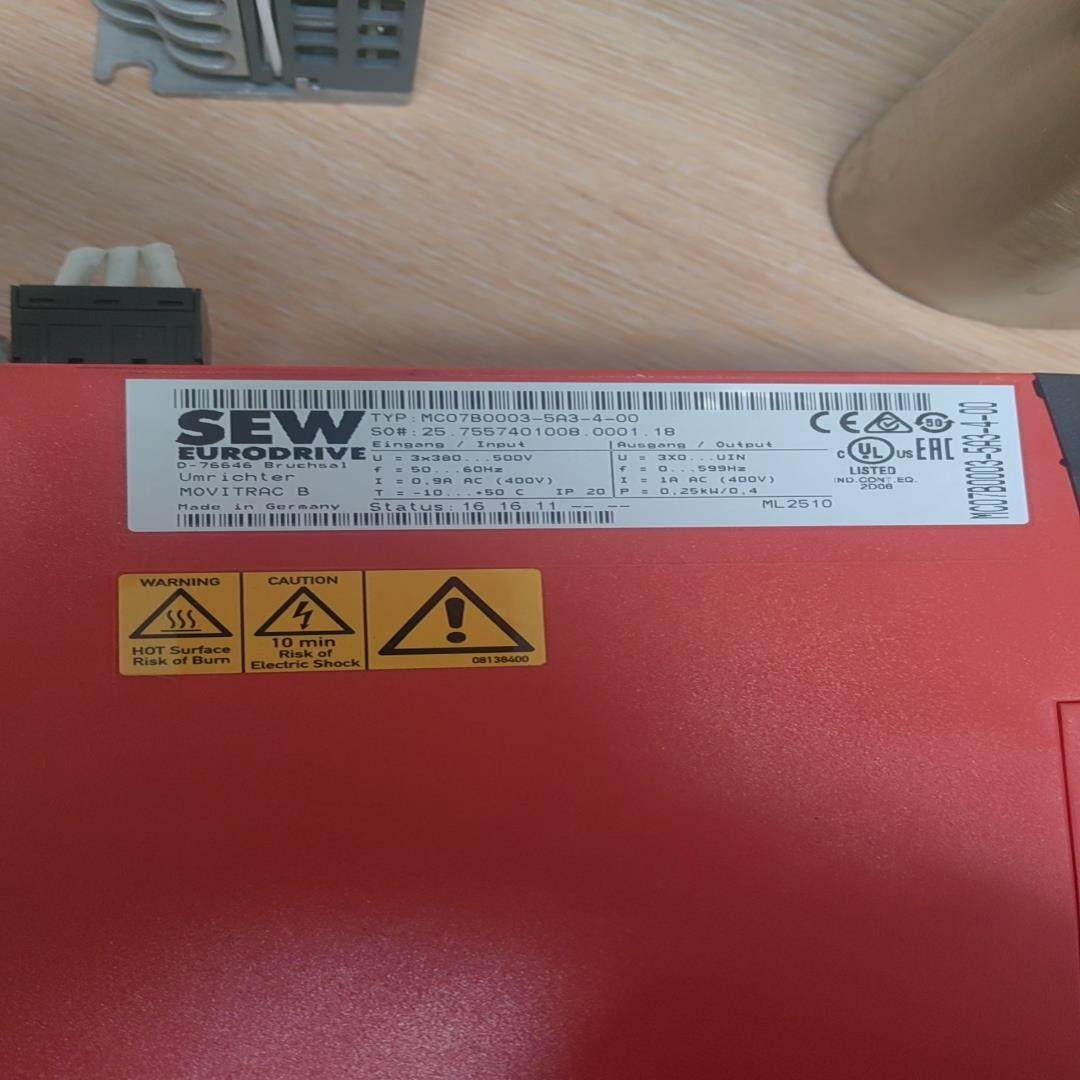 SEW
EURODRIVE
D-76646 Bruchsal
Umrichter
MOVITRAC B
Made in Germany
TYP: MC07B0003-5A3-4-00
SO#: 25.7557401008.0001.18
Eingang / Input
U = 3x380...500V
f = 50...60Hz
I = 0,9A AC (400V)
T = -10...+50 C IP 20
Status: 16 16 11 -- --
Ausgang / Output
U = 3X0...UIN
f = 0...599Hz
I = 1A AC (400V)
P = 0,25kW/0,4
ML2510
CE
50
c UL US EAC
LISTED
IND.CONT.EQ.
2D06
MC07B0003-5A3-4-00
WARNING
HOT Surface
Risk of Burn
CAUTION
10 min
Risk of
Electric Shock
!
08138400